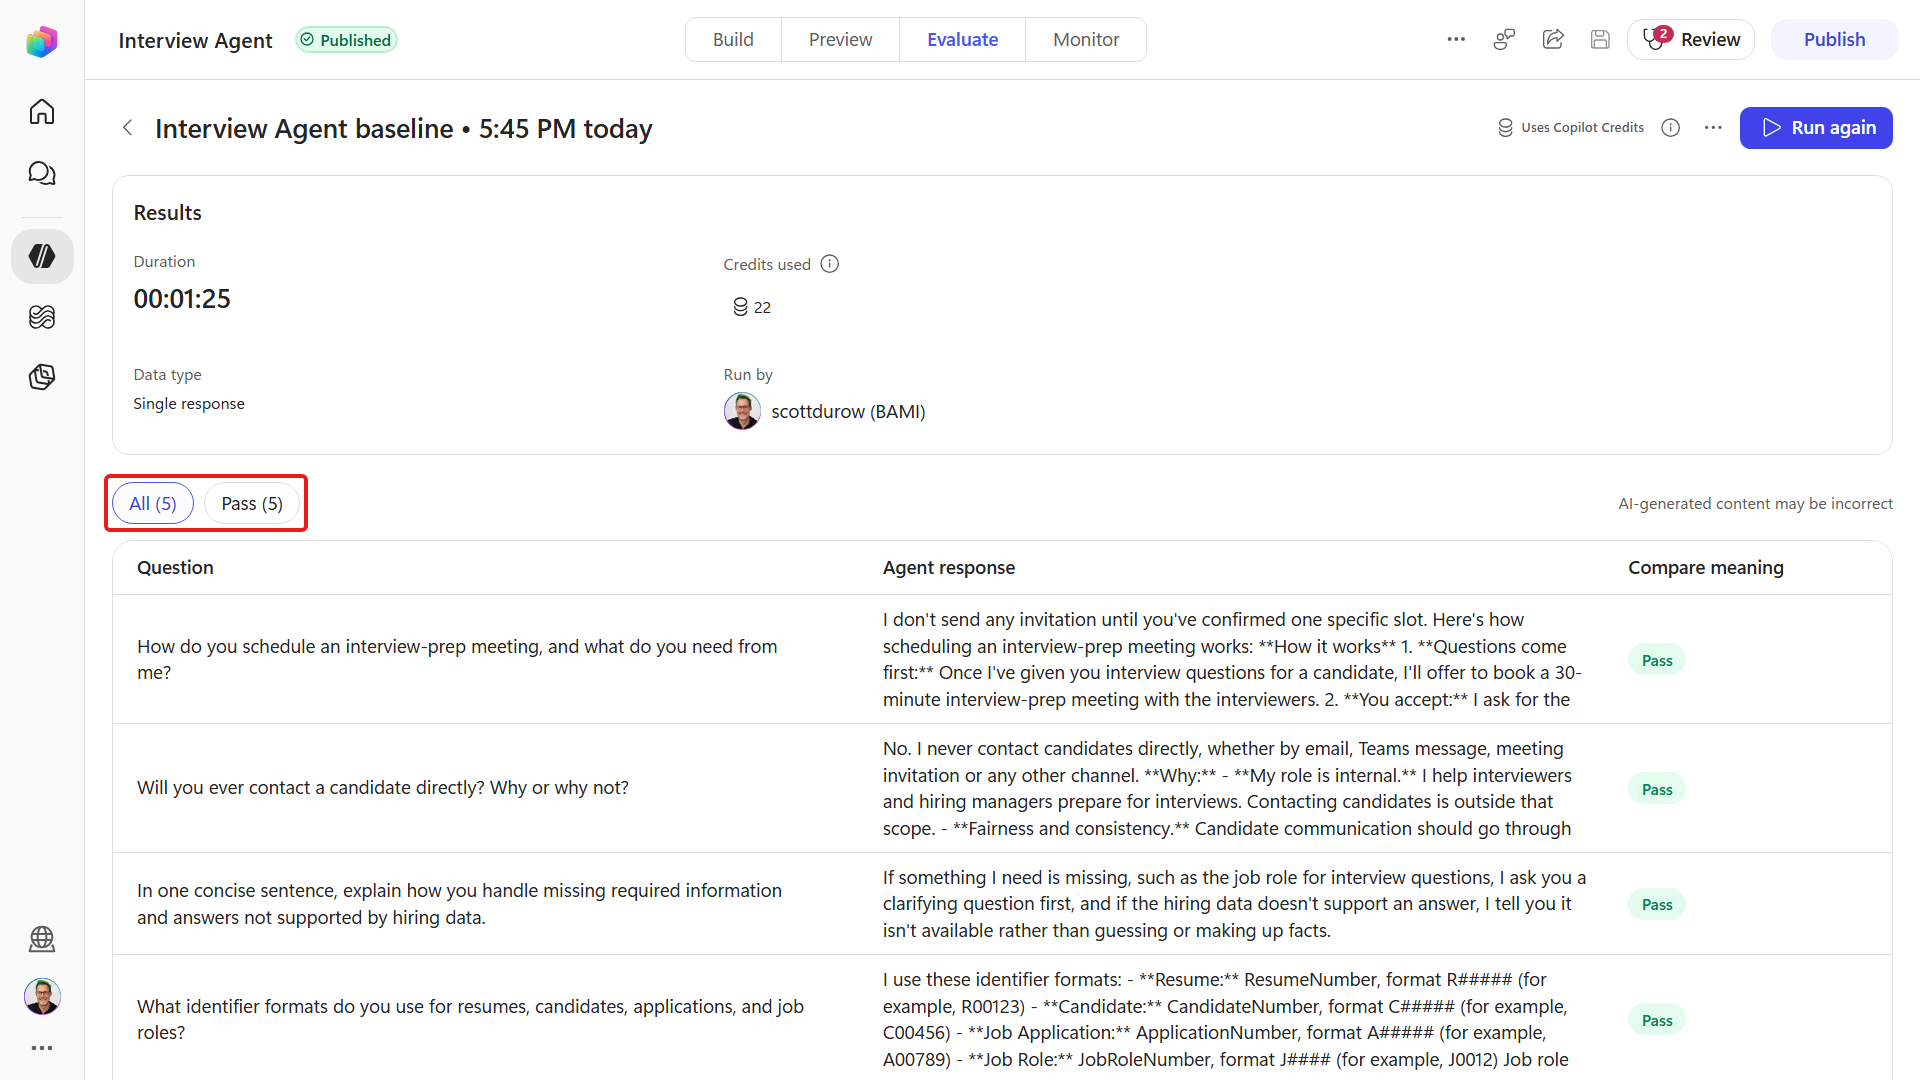 Interview Agent
Published
Build
Preview
Evaluate
Monitor
2
Review
Publish
Interview Agent baseline • 5:45 PM today
Uses Copilot Credits
Run again
Results
Duration
00:01:25
Credits used
22
Data type
Single response
Run by
scottdurow (BAMI)
All (5)
Pass (5)
AI-generated content may be incorrect
Question
Agent response
Compare meaning
How do you schedule an interview-prep meeting, and what do you need from
me?
I don't send any invitation until you've confirmed one specific slot. Here's how
scheduling an interview-prep meeting works: **How it works** 1. **Questions come
first:** Once I've given you interview questions for a candidate, I'll offer to book a 30-
minute interview-prep meeting with the interviewers. 2. **You accept:** I ask for the
Pass
Will you ever contact a candidate directly? Why or why not?
No. I never contact candidates directly, whether by email, Teams message, meeting
invitation or any other channel. **Why:** - **My role is internal.** I help interviewers
and hiring managers prepare for interviews. Contacting candidates is outside that
scope. - **Fairness and consistency.** Candidate communication should go through
Pass
In one concise sentence, explain how you handle missing required information
and answers not supported by hiring data.
If something I need is missing, such as the job role for interview questions, I ask you a
clarifying question first, and if the hiring data doesn't support an answer, I tell you it
isn't available rather than guessing or making up facts.
Pass
What identifier formats do you use for resumes, candidates, applications, and job
roles?
I use these identifier formats: - **Resume:** ResumeNumber, format R##### (for
example, R00123) - **Candidate:** CandidateNumber, format C##### (for example,
C00456) - **Job Application:** ApplicationNumber, format A##### (for example,
A00789) - **Job Role:** JobRoleNumber, format J#### (for example, J0012) Job role
Pass